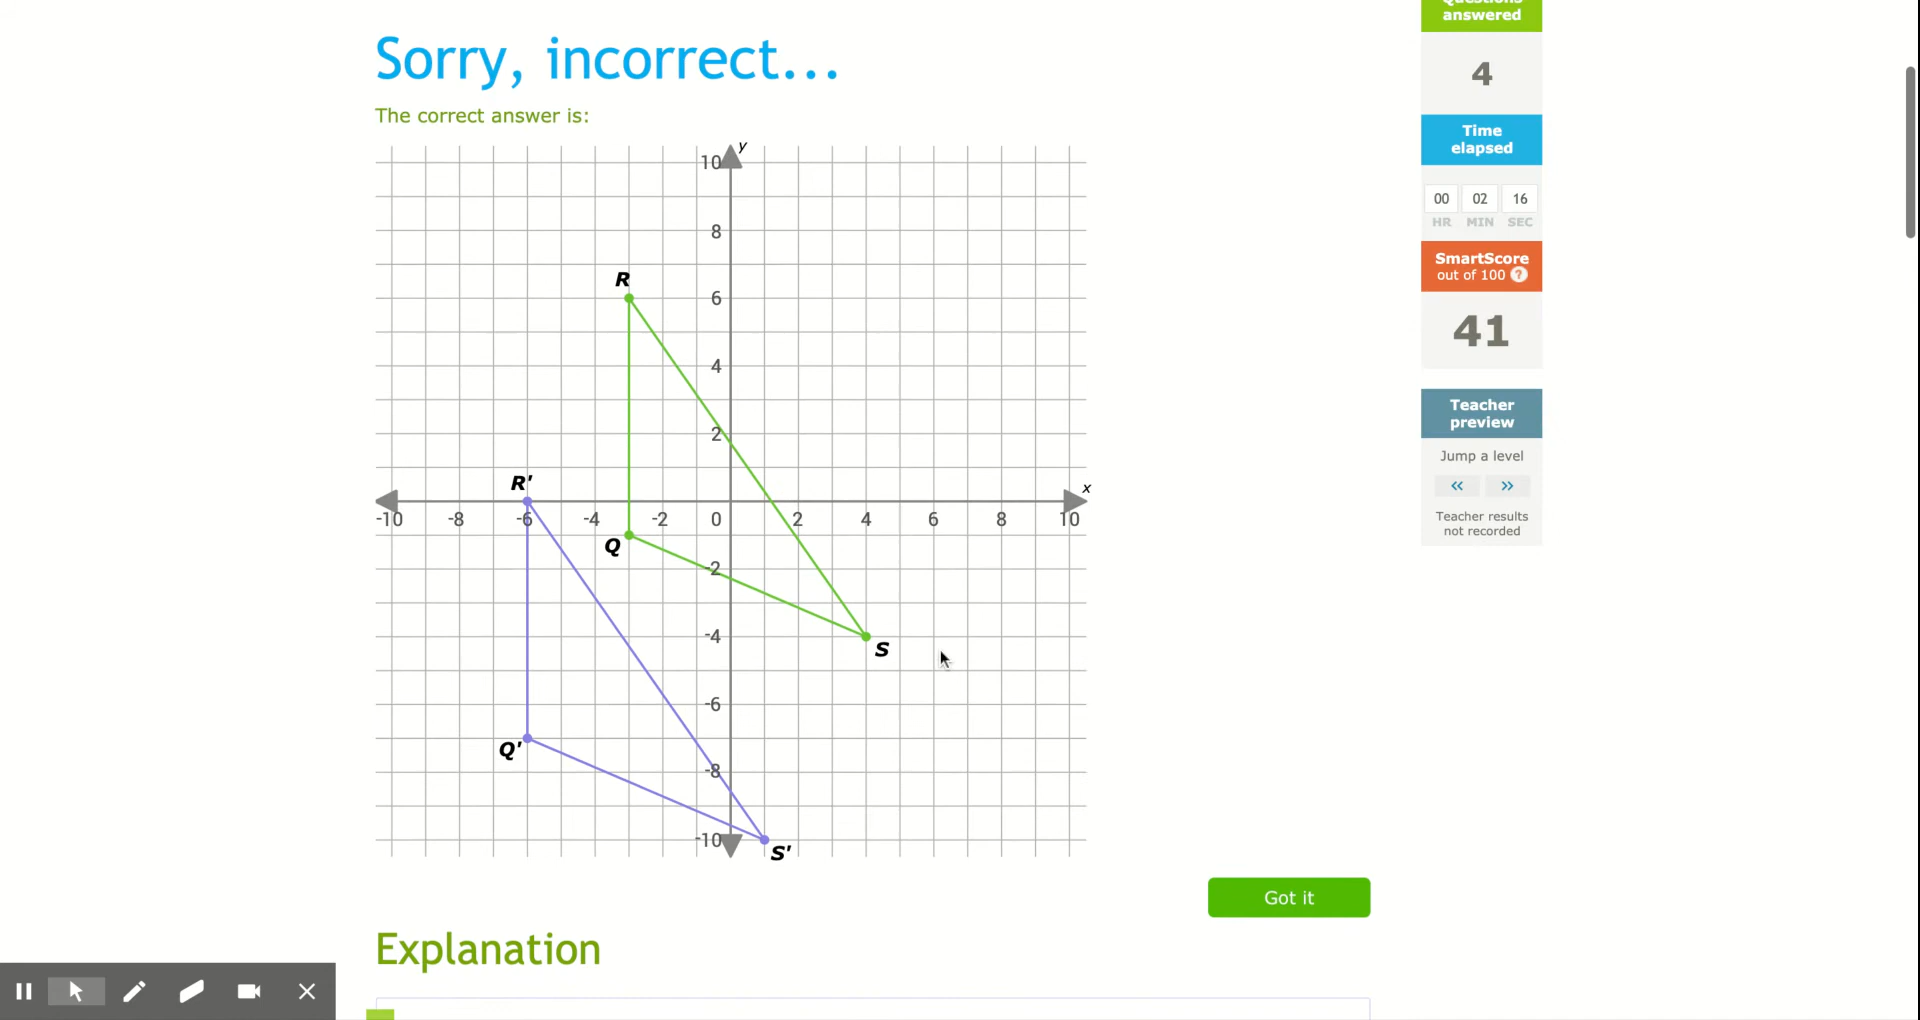 Questions
answered
Sorry, incorrect...
4
The correct answer is:
Time
elapsed
y
10
00 02 16
HR MIN SEC
8
SmartScore
out of 100 ?
R
6
41
4
Teacher
preview
2
Jump a level
R'
« »
x
-10 -8 -6 -4 -2 0 2 4 6 8 10
Teacher results
not recorded
Q
-2
-4
S
-6
Q'
-8
-10
S'
Got it
Explanation